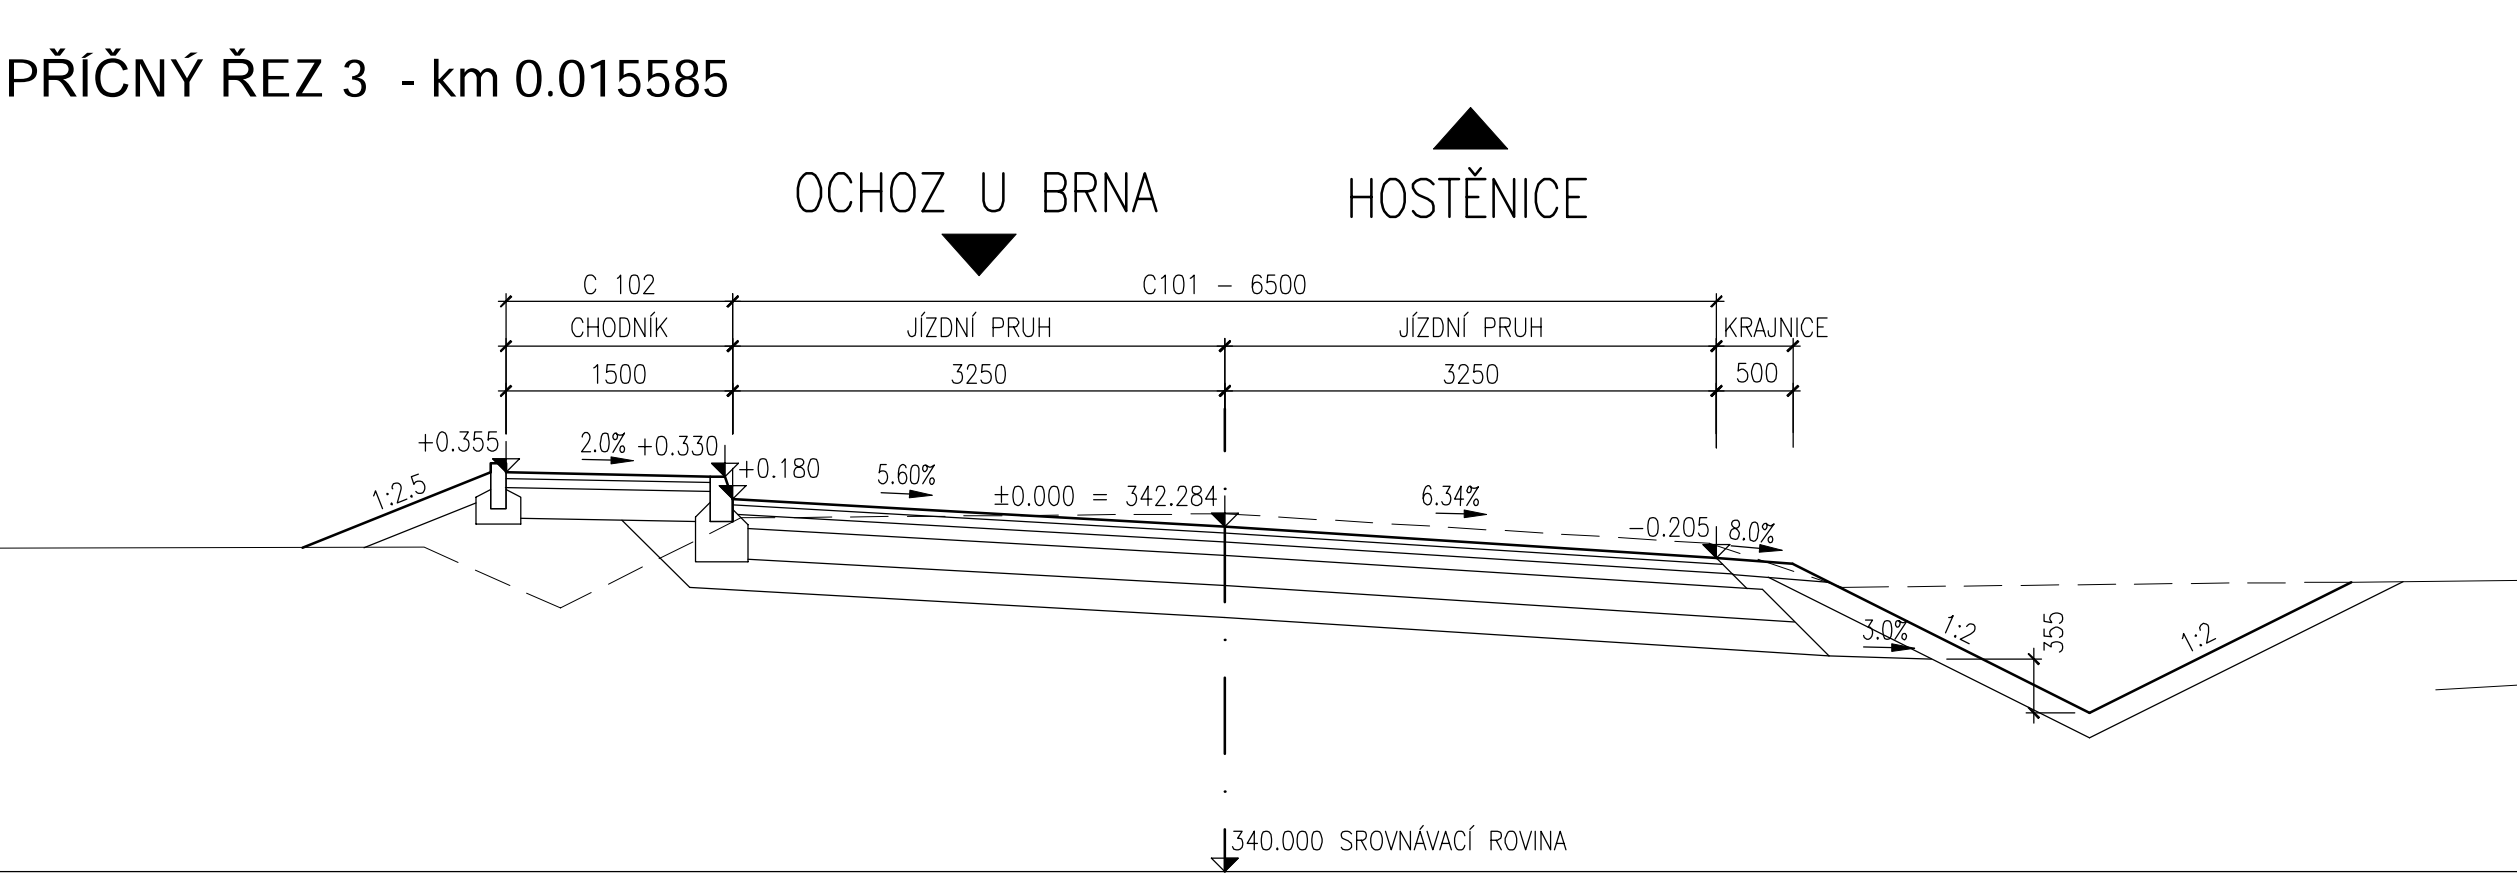 PŘÍČNÝ ŘEZ 3 - km 0.015585
OCHOZ U BRNA
HOSTĚNICE
C 102
C101 - 6500
CHODNÍK
JÍZDNÍ PRUH
JÍZDNÍ PRUH
KRAJNICE
1500
3250
3250
500
+0.355
2.0%
+0.330
+0.180
1:2.5
5.60%
±0.000 = 342.284
6.34%
-0.205
8.0%
3.0%
1:2
355
1:2
340.000 SROVNÁVACÍ ROVINA